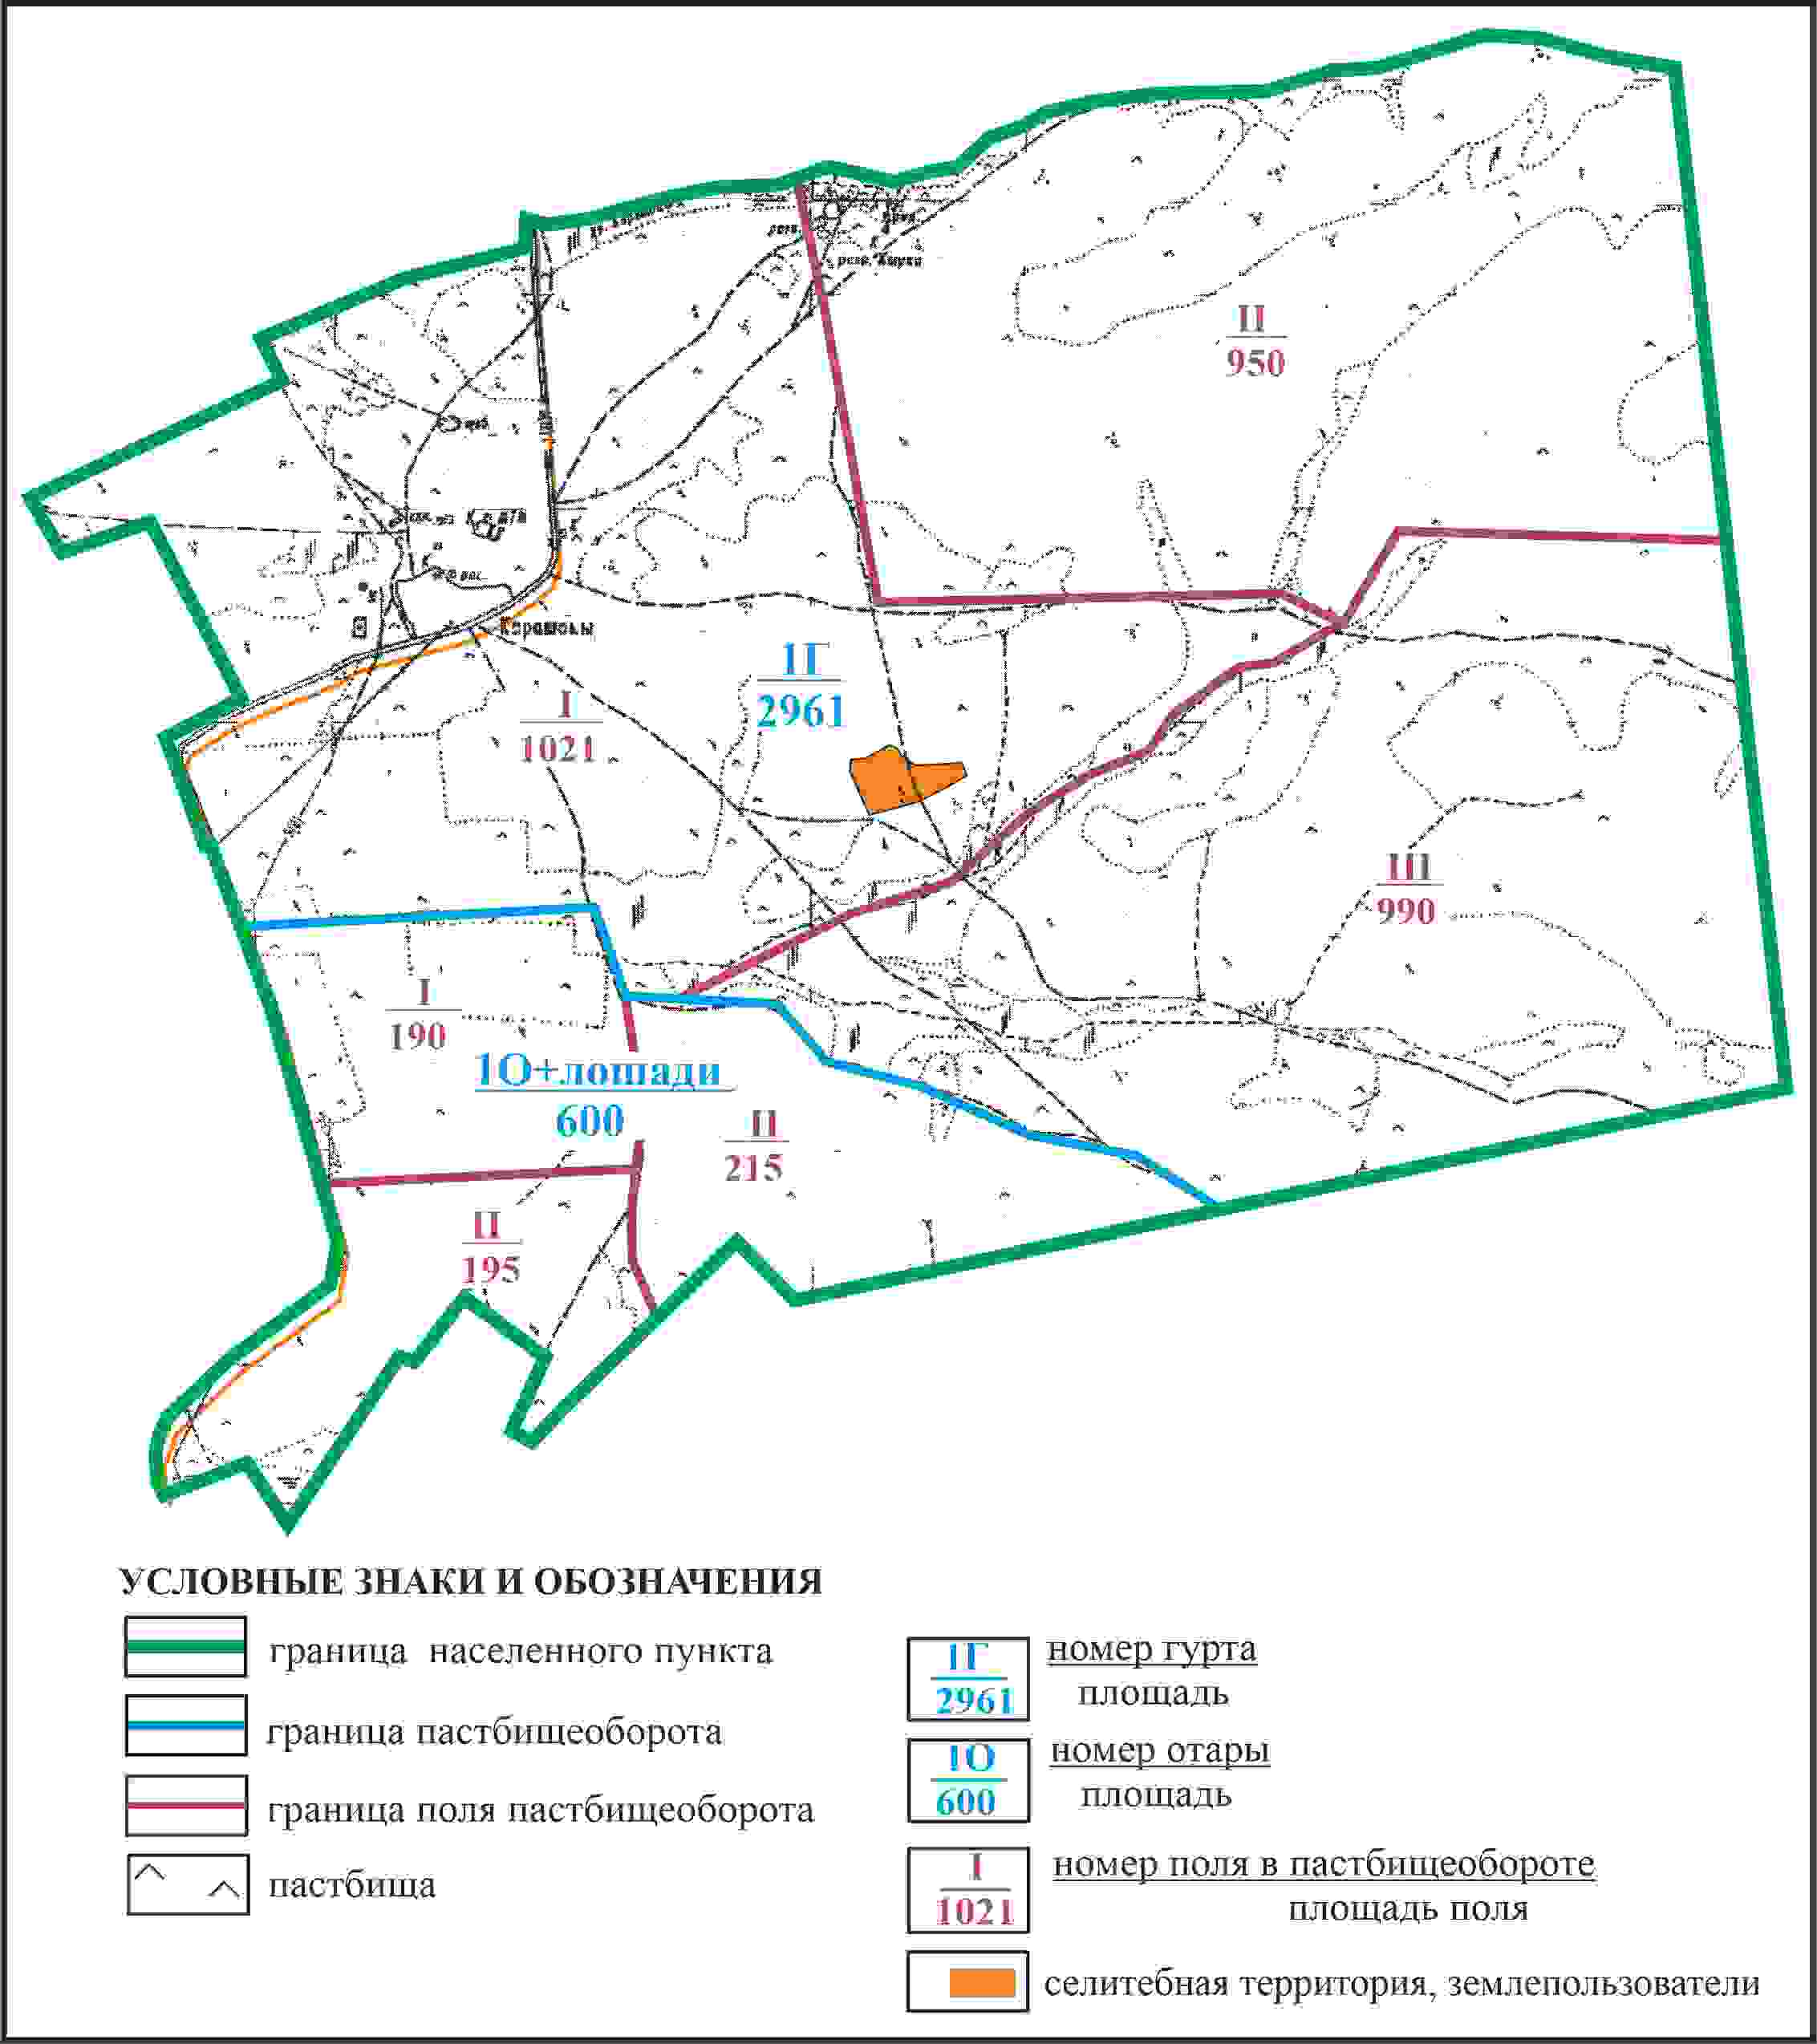 II
950
Карашокы
1Г
2961
I
1021
III
990
I
190
1О+лошади
600
II
215
II
195
УСЛОВНЫЕ ЗНАКИ И ОБОЗНАЧЕНИЯ
граница населенного пункта
граница пастбищеоборота
граница поля пастбищеоборота
пастбища
1Г
2961
номер гурта
площадь
1О
600
номер отары
площадь
I
1021
номер поля в пастбищеобороте
площадь поля
селитебная территория, землепользователи